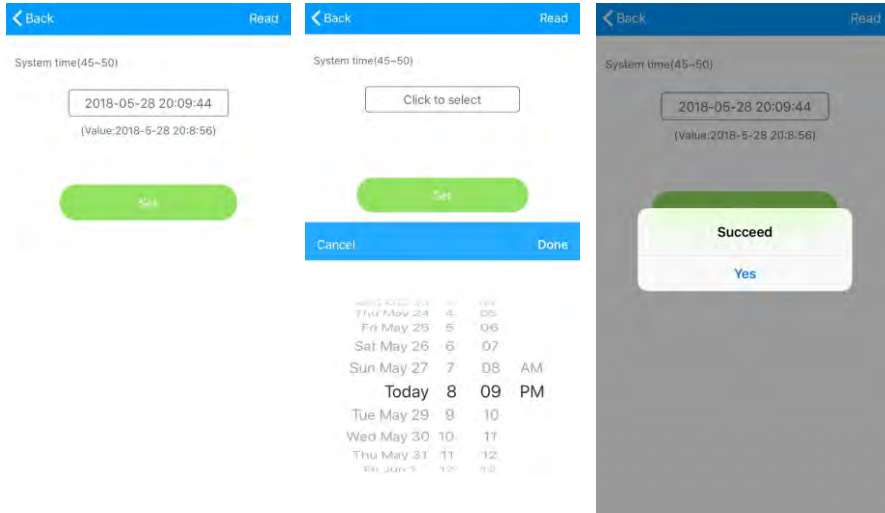 Back Read
System time(45~50)
2018-05-28 20:09:44
(Value:2018-5-28 20:8:56)
Set
Back Read
System time(45~50)
Click to select
Set
Cancel Done
Thu May 24 4 05
Fri May 25 5 06
Sat May 26 6 07
Sun May 27 7 08 AM
Today 8 09 PM
Tue May 29 9 10
Wed May 30 10 11
Thu May 31 11 12
Fri Jun 1 12
Back Read
System time(45~50)
2018-05-28 20:09:44
(Value:2018-5-28 20:8:56)
Succeed
Yes